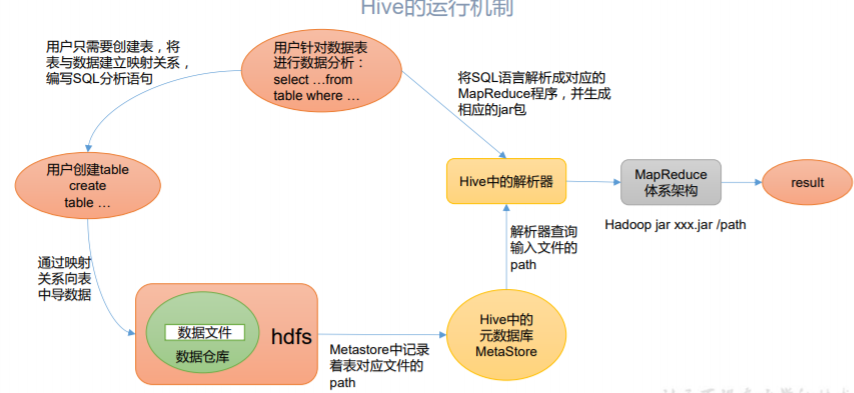 Hive的运行机制
用户只需要创建表，将
表与数据建立映射关系，
编写SQL分析语句
用户针对数据表
进行数据分析：
select …from
table where …
将SQL语言解析成对应的
MapReduce程序，并生成
相应的jar包
用户创建table
create
table …
Hive中的解析器
MapReduce
体系架构
result
Hadoop jar xxx.jar /path
解析器查询
输入文件的
path
通过映射
关系向表
中导数据
数据文件
数据仓库
hdfs
Metastore中记录
着表对应文件的
path
Hive中的
元数据库
MetaStore